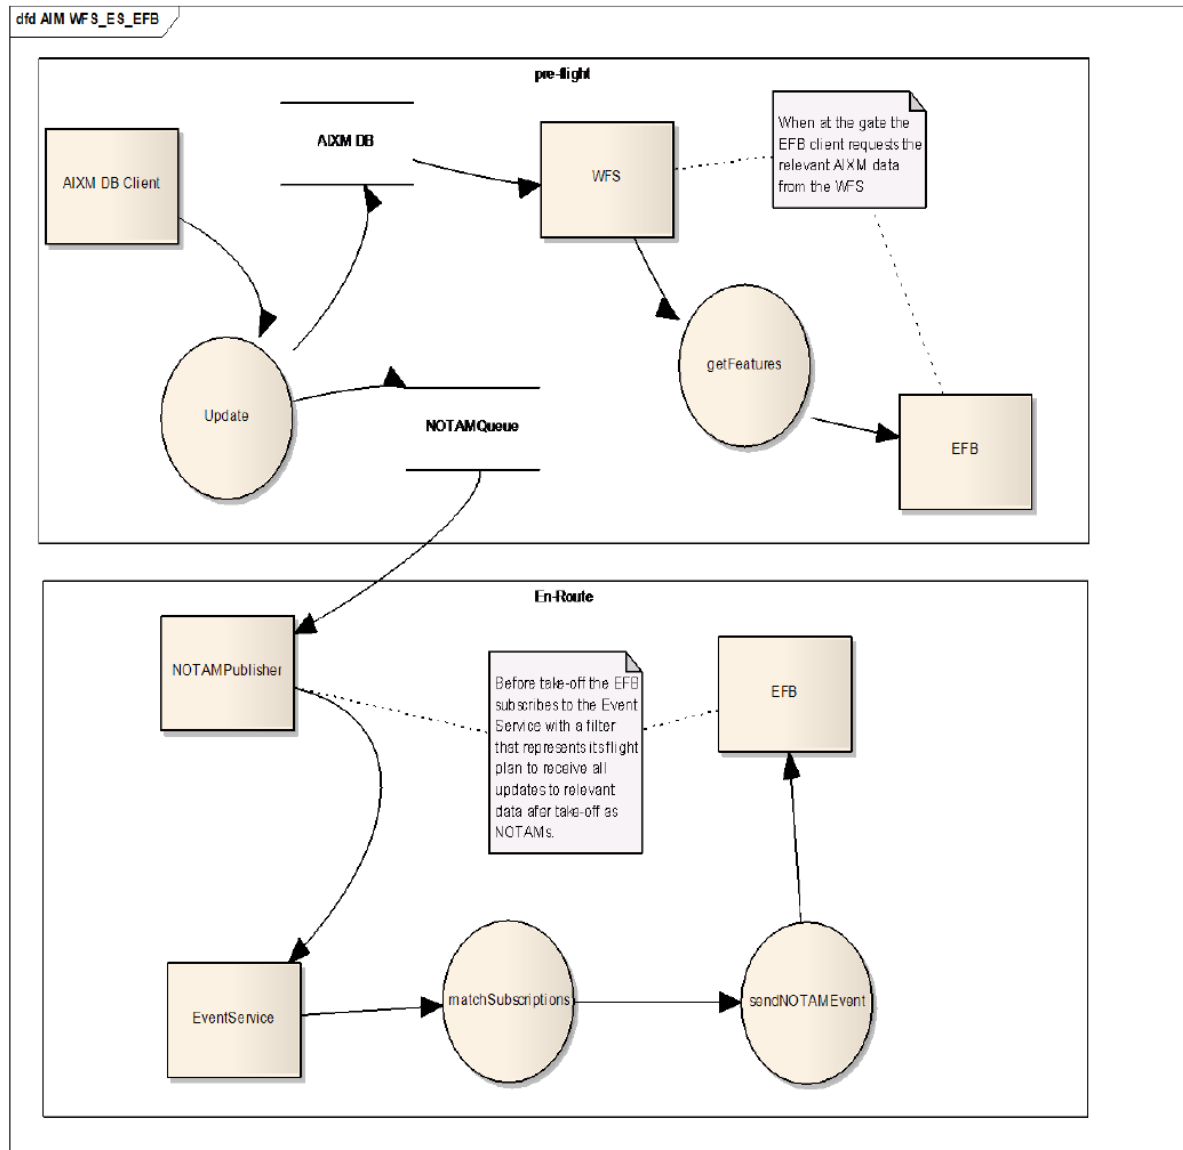 dfd AIM WFS_ES_EFB
pre-flight
AIXM DB Client
AIXM DB
WFS
When at the gate the
EFB client requests the
relevant AIXM data
from the WFS
getFeatures
Update
NOTAMQueue
EFB
En-Route
NOTAMPublisher
Before take-off the EFB
subscribes to the Event
Service with a filter
that represents its flight
plan to receive all
updates to relevant
data afer take-off as
NOTAMs.
EFB
EventService
matchSubscriptions
sendNOTAMEvent